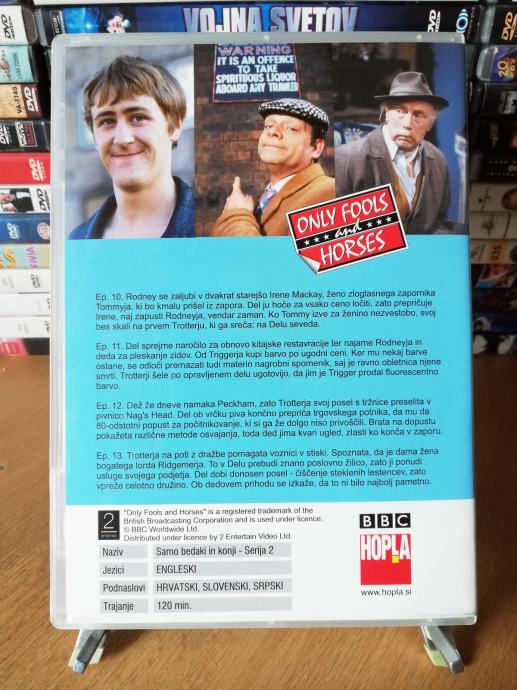 VOJNA SVETOV
WARNING
IT IS AN OFFENCE
TO TAKE
SPIRITUOUS LIQUOR
ABOARD ANY TRAWLER
ONLY FOOLS
and
HORSES
Ep. 10. Rodney se zaljubi v dvakrat starejšo Irene Mackay, ženo zloglasnega zapornika
Tommyja, ki bo kmalu prišel iz zapora. Del ju hoče za vsako ceno ločiti, zato prepričuje
Irene, naj zapusti Rodneyja, vendar zaman. Ko Tommy izve za ženino nezvestobo, svoj
bes skali na prvem Trotterju, ki ga sreča: na Delu seveda.
Ep. 11. Del sprejme naročilo za obnovo kitajske restavracije ter najame Rodneyja in
deda za pleskanje zidov. Od Triggerja kupi barvo po ugodni ceni. Ker mu nekaj barve
ostane, se odloči premazati tudi materin nagrobni spomenik, saj je ravno obletnica njene
smrti. Trotterji šele po opravljenem delu ugotovijo, da jim je Trigger prodal fluorescentno
barvo.
Ep. 12. Dež že dneve namaka Peckham, zato Trotterja svoj posel s tržnice preselita v
pivnico Nag's Head. Del ob vrčku piva končno prepriča trgovskega potnika, da mu da
80-odstotni popust za počitnikovanje, ki si ga že dolgo niso privoščili. Brata na dopustu
pokažeta različne metode osvajanja, toda ded jima kvari ugled, zlasti ko konča v zaporu.
Ep. 13. Trotterja na poti z dražbe pomagata voznici v stiski. Spoznata, da je dama žena
bogatega lorda Ridgemerja. To v Delu prebudi znano poslovno žilico, zato ji ponudi
usluge svojega podjetja. Del dobi donosen posel - čiščenje steklenih lestencev, zato
vpreže celotno družino. Ob dedovem prihodu se izkaže, da to ni bilo najbolj pametno.
2
"Only Fools and Horses" is a registered trademark of the
British Broadcasting Corporation and is used under licence.
© BBC Worldwide Ltd.
Distributed under licence by 2 Entertain Video Ltd.
Naziv Samo bedaki in konji - Serija 2
Jezici ENGLESKI
Podnaslovi HRVATSKI, SLOVENSKI, SRPSKI
Trajanje 120 min.
BBC
HOPLA
www.hopla.si